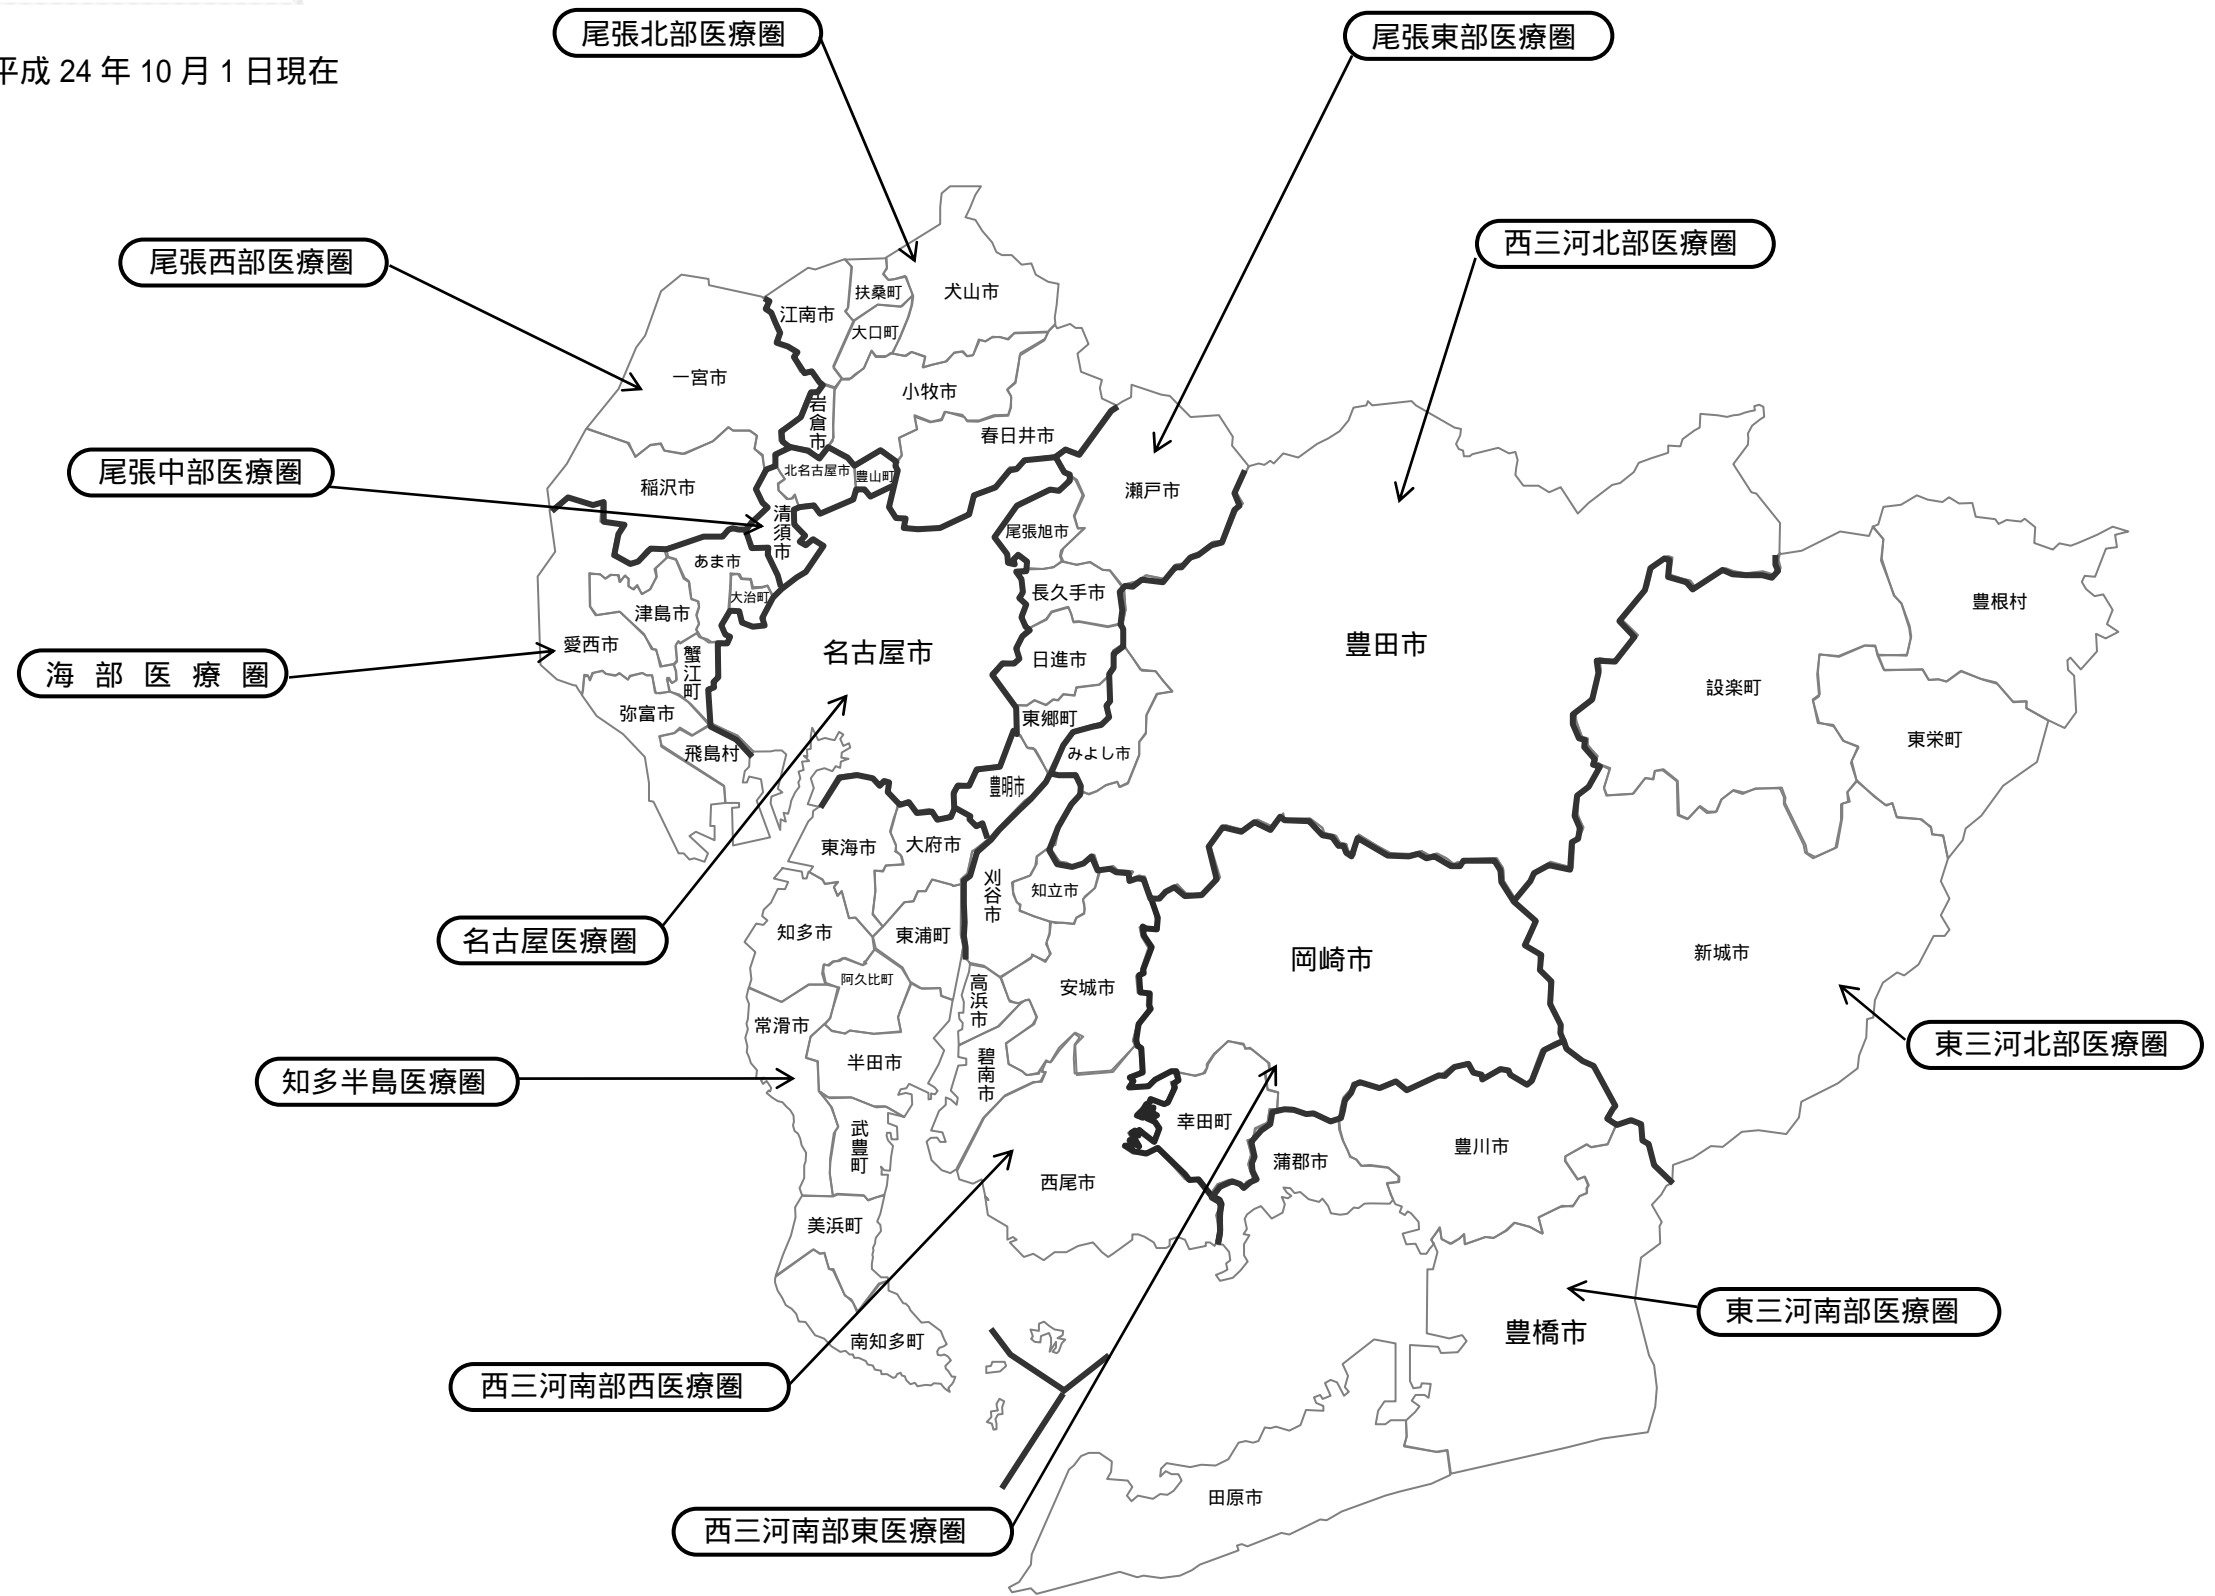 平成 24 年 10 月 1 日現在
尾張北部医療圏
尾張東部医療圏
西三河北部医療圏
尾張西部医療圏
尾張中部医療圏
海部医療圏
名古屋医療圏
知多半島医療圏
西三河南部西医療圏
西三河南部東医療圏
東三河北部医療圏
東三河南部医療圏
扶桑町
犬山市
江南市
大口町
一宮市
小牧市
岩倉市
春日井市
北名古屋市
豊山町
稲沢市
瀬戸市
清須市
尾張旭市
あま市
大治町
長久手市
津島市
愛西市
蟹江町
名古屋市
日進市
豊田市
豊根村
設楽町
弥富市
東郷町
飛島村
みよし市
東栄町
豊明市
東海市
大府市
刈谷市
知立市
知多市
東浦町
岡崎市
新城市
阿久比町
高浜市
安城市
常滑市
半田市
碧南市
武豊町
幸田町
豊川市
蒲郡市
西尾市
美浜町
南知多町
豊橋市
田原市